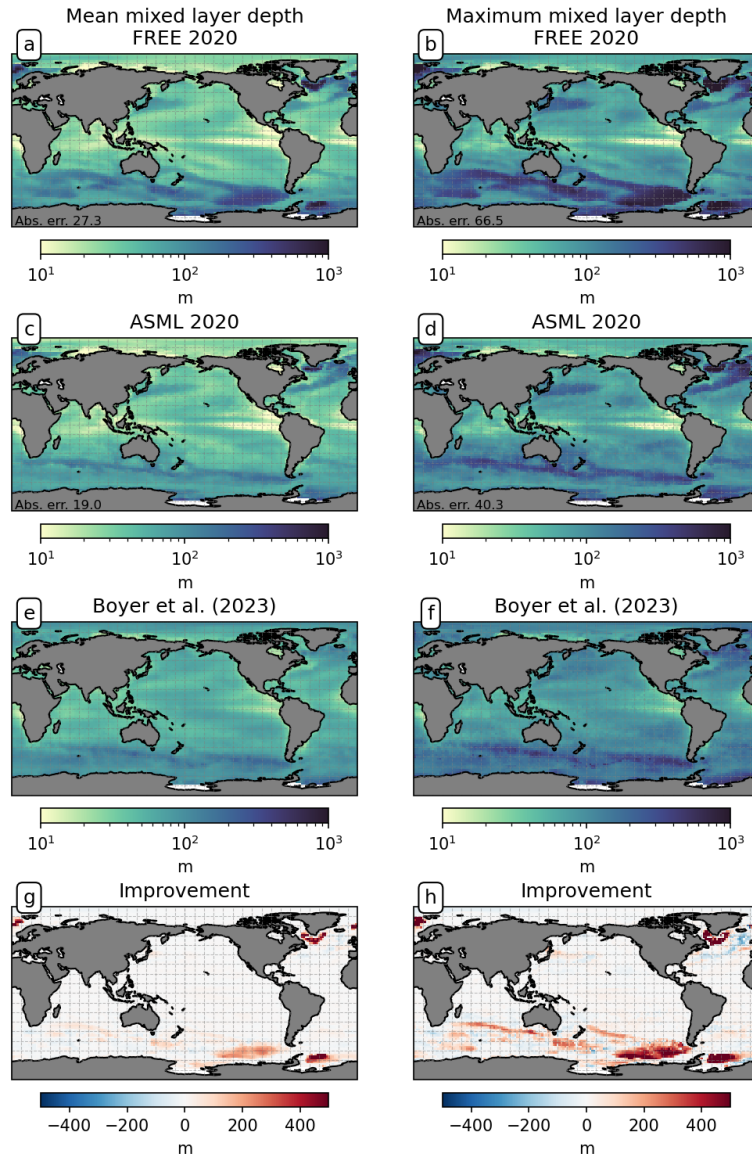 Mean mixed layer depth
FREE 2020
Maximum mixed layer depth
FREE 2020
a
b
Abs. err. 27.3
Abs. err. 66.5
10¹ 10² 10³
m
10¹ 10² 10³
m
ASML 2020
ASML 2020
c
d
Abs. err. 19.0
Abs. err. 40.3
10¹ 10² 10³
m
10¹ 10² 10³
m
Boyer et al. (2023)
Boyer et al. (2023)
e
f
10¹ 10² 10³
m
10¹ 10² 10³
m
Improvement
Improvement
g
h
−400 −200 0 200 400
m
−400 −200 0 200 400
m